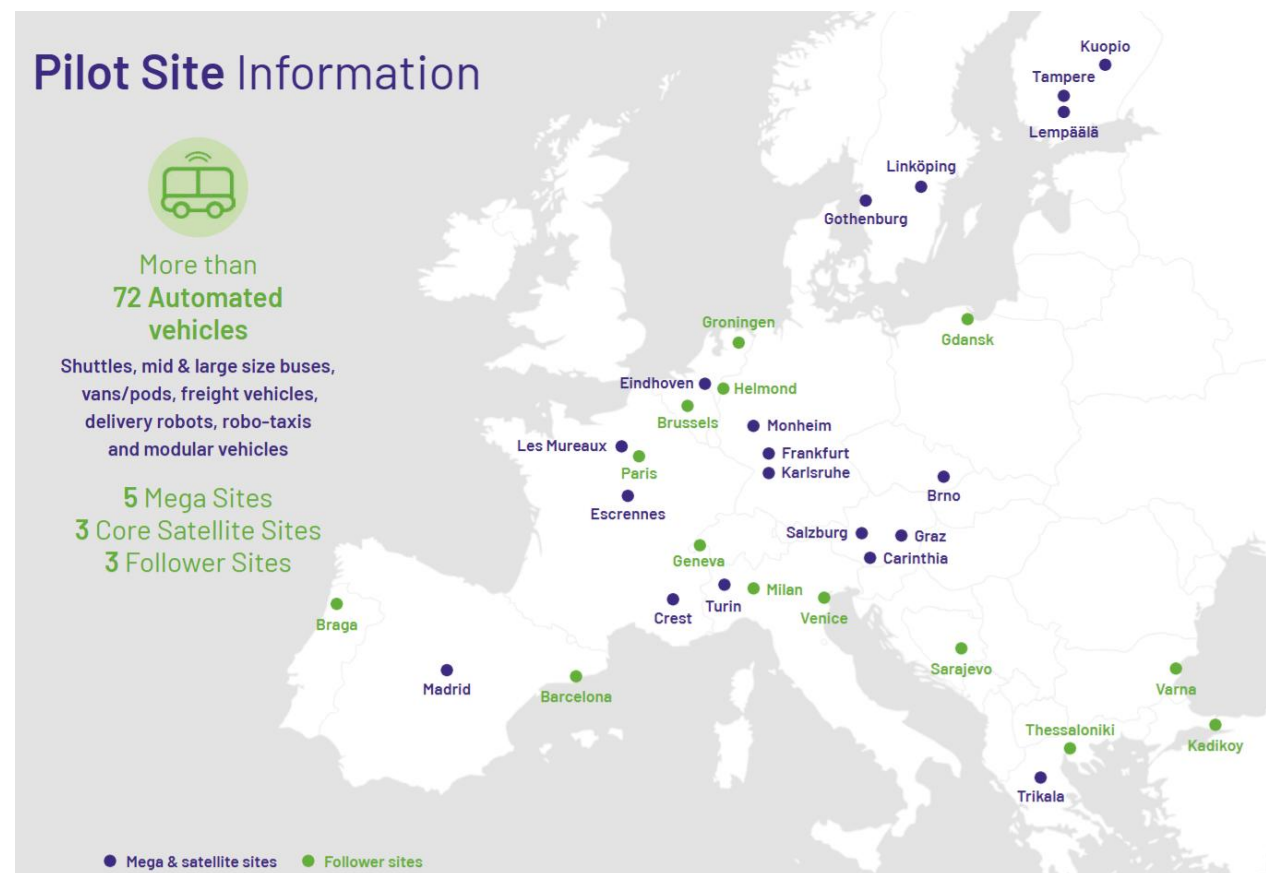 Pilot Site Information
More than
72 Automated
vehicles
Shuttles, mid & large size buses,
vans/pods, freight vehicles,
delivery robots, robo-taxis
and modular vehicles
5 Mega Sites
3 Core Satellite Sites
3 Follower Sites
Kuopio
Tampere
Lempäälä
Linköping
Gothenburg
Groningen
Gdansk
Eindhoven
Helmond
Brussels
Monheim
Les Mureaux
Frankfurt
Paris
Karlsruhe
Brno
Escrennes
Salzburg
Graz
Geneva
Carinthia
Milan
Turin
Crest
Venice
Braga
Sarajevo
Madrid
Barcelona
Varna
Thessaloniki
Kadikoy
Trikala
Mega & satellite sites
Follower sites